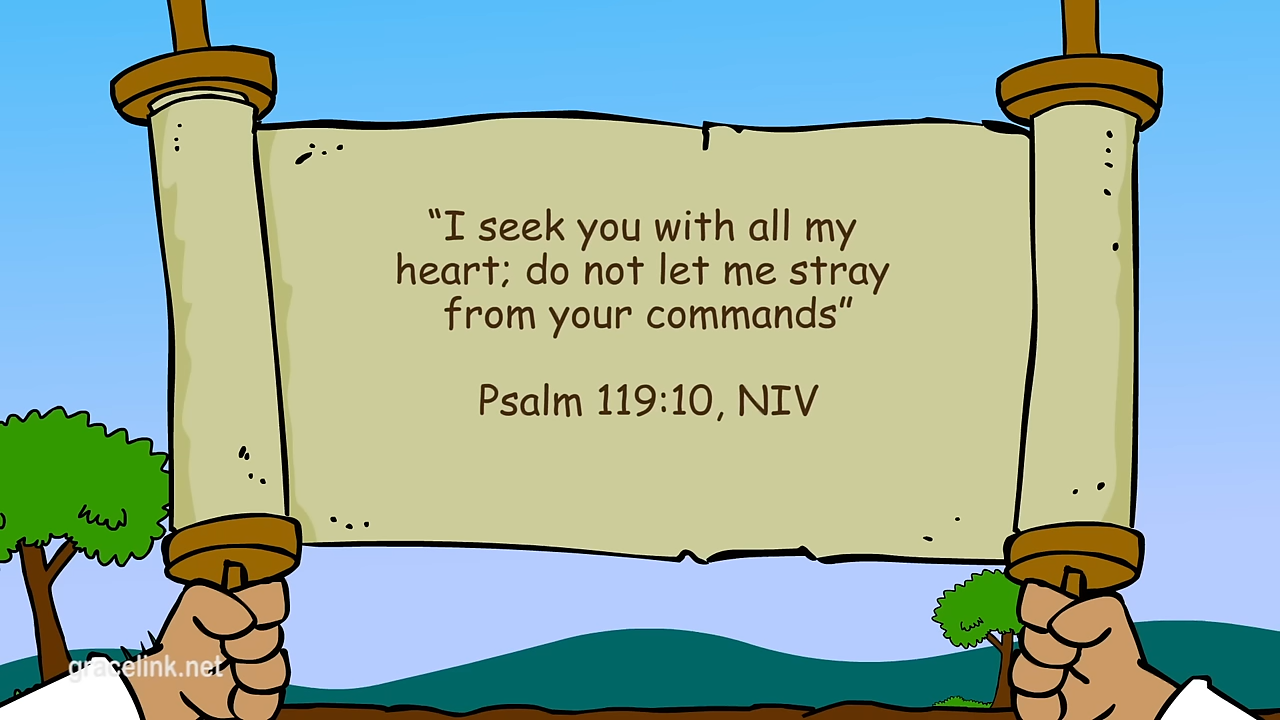 “I seek you with all my
heart; do not let me stray
from your commands”
Psalm 119:10, NIV
gracelink.net